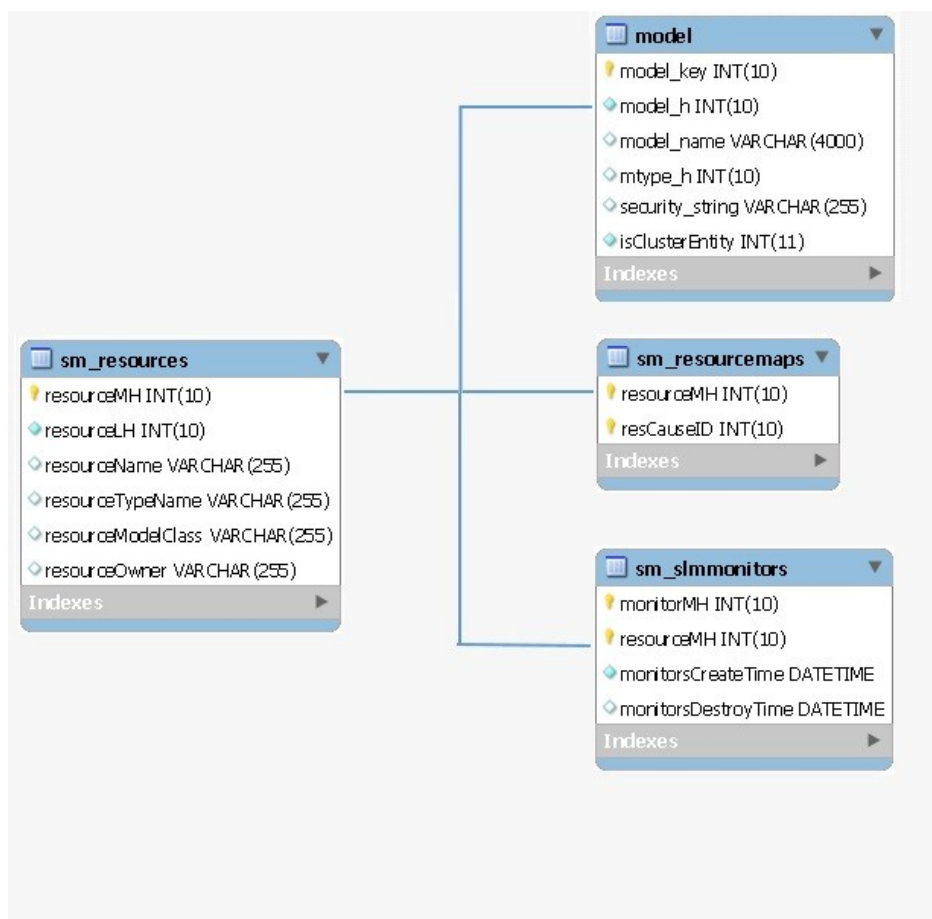 model
model_key INT(10)
model_h INT(10)
model_name VARCHAR(4000)
mtype_h INT(10)
security_string VARCHAR(255)
isClusterEntity INT(11)
Indexes
sm_resources
resourceMH INT(10)
resourceLH INT(10)
resourceName VARCHAR(255)
resourceTypeName VARCHAR(255)
resourceModelClass VARCHAR(255)
resourceOwner VARCHAR(255)
Indexes
sm_resourcemaps
resourceMH INT(10)
resCauseID INT(10)
Indexes
sm_slmmonitors
monitorMH INT(10)
resourceMH INT(10)
monitorsCreateTime DATETIME
monitorsDestroyTime DATETIME
Indexes